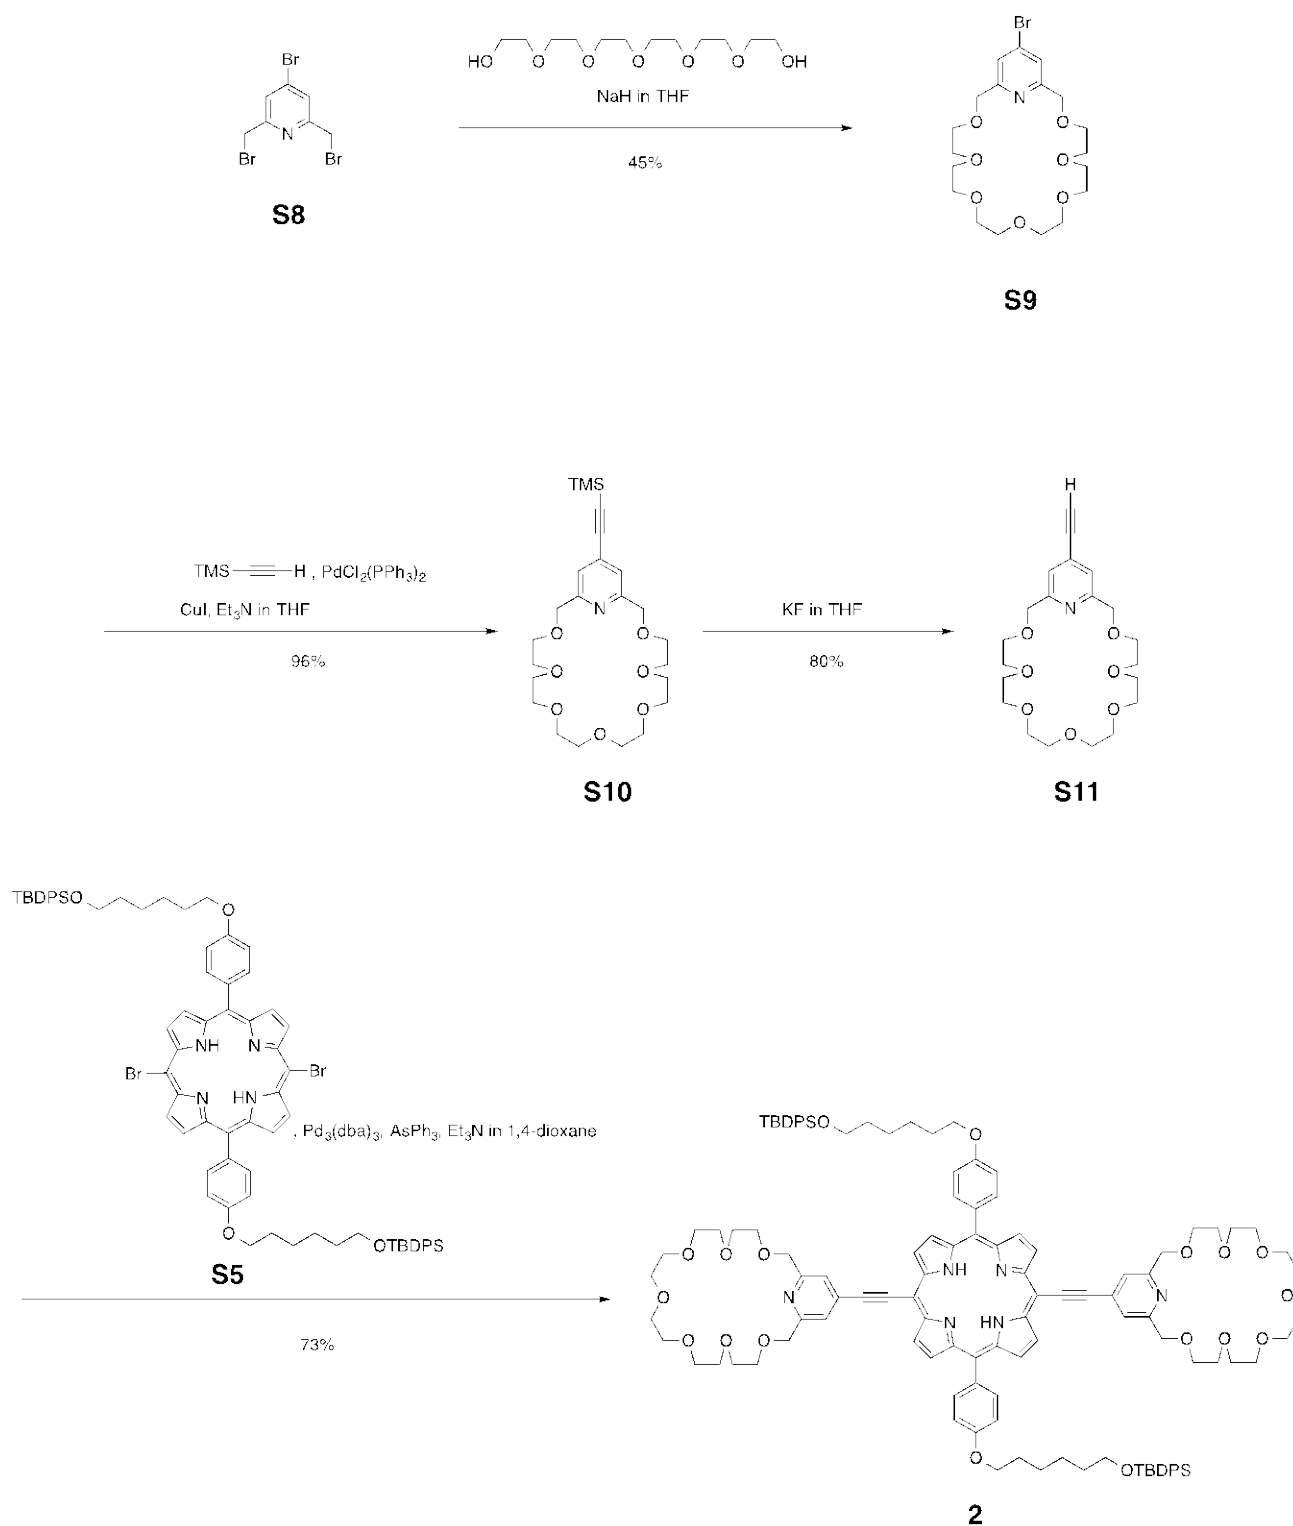 Br
N
Br
Br
S8
HO
O
O
O
O
O
OH
NaH in THF
45%
Br
N
O
O
O
O
O
O
O
S9
TMS
H , PdCl2(PPh3)2
CuI, Et3N in THF
96%
TMS
N
O
O
O
O
O
O
O
S10
KF in THF
80%
H
N
O
O
O
O
O
O
O
S11
TBDPSO
O
NH
N
Br
Br
N
HN
, Pd3(dba)3, AsPh3, Et3N in 1,4-dioxane
O
OTBDPS
S5
73%
TBDPSO
O
O
O
O
O
O
O
O
NH
N
O
N
N
O
N
HN
O
O
O
O
O
O
O
OTBDPS
2